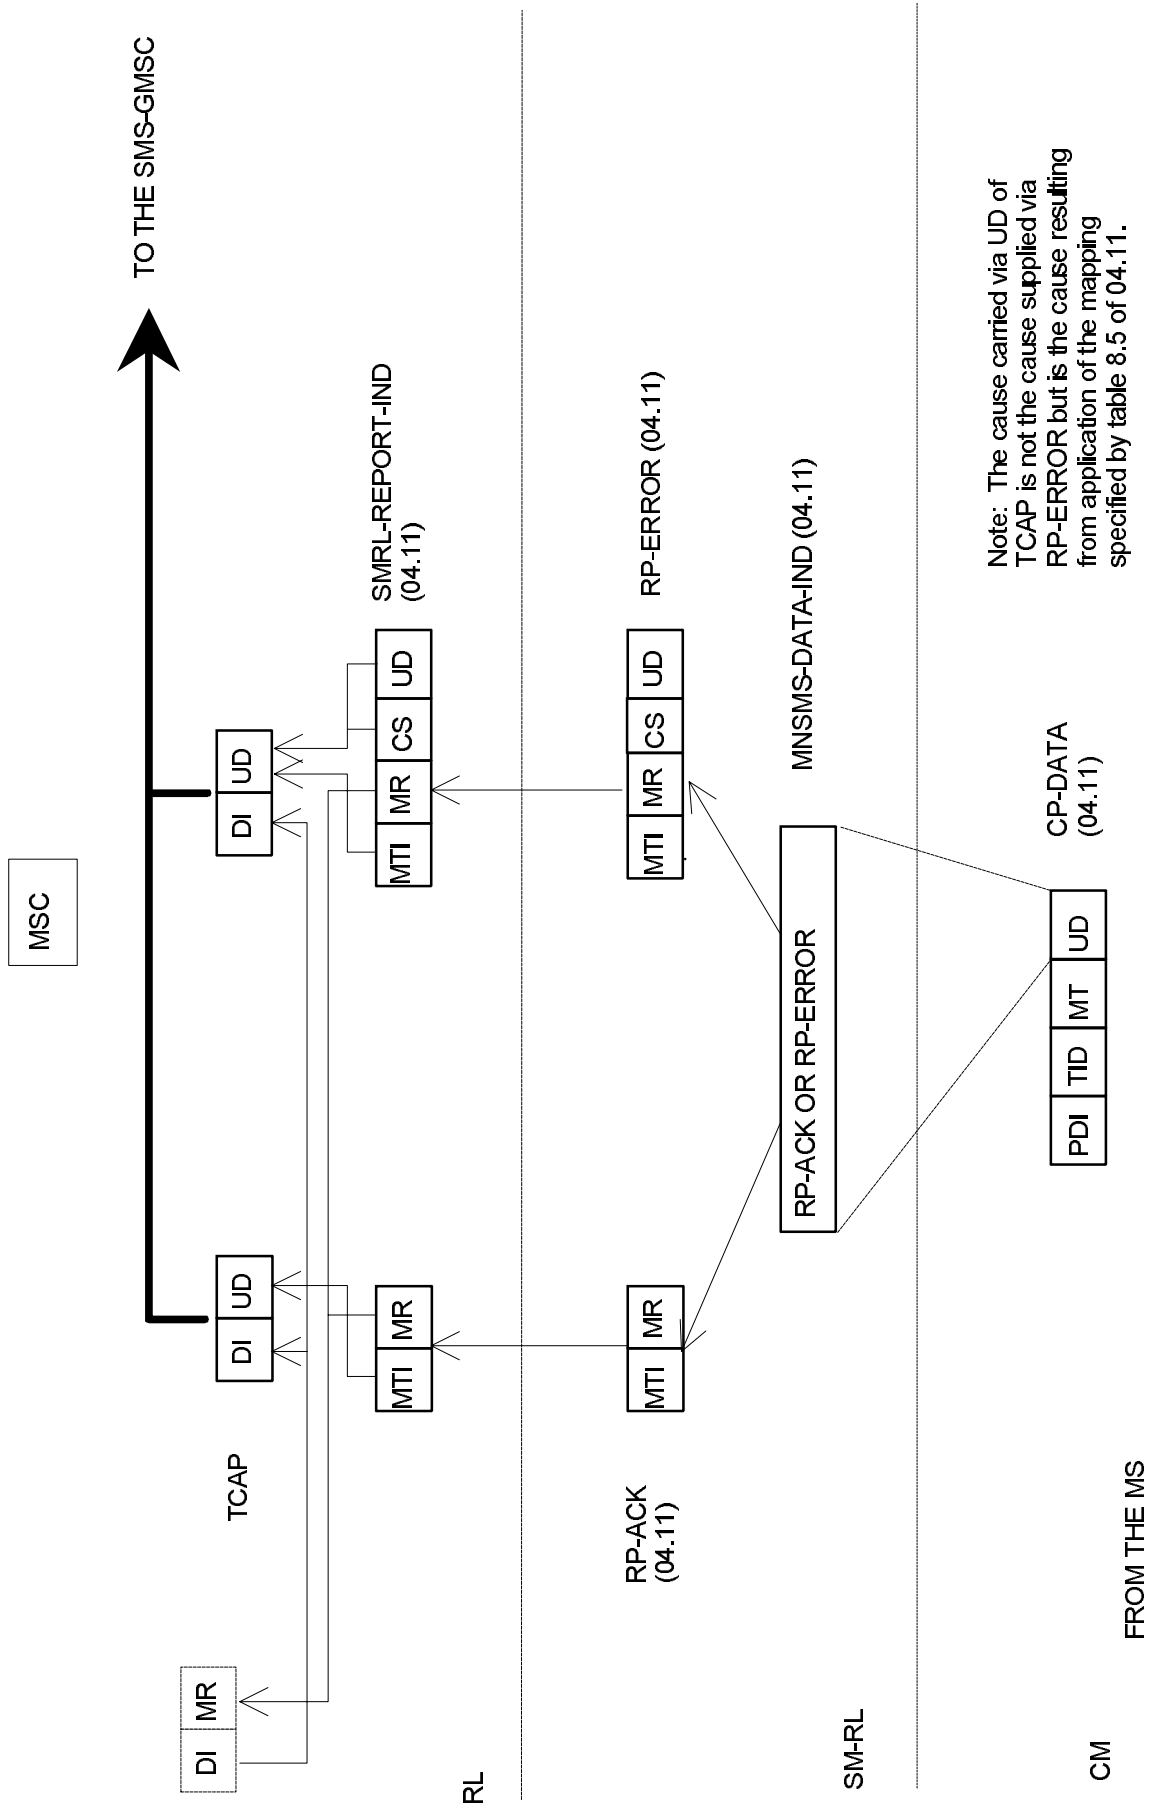 MSC
TO THE SMS-GMSC
DI MR
TCAP
DI UD
DI UD
MTI MR
MTI MR CS UD
SMRL-REPORT-IND
(04.11)
RL
RP-ACK
(04.11)
MTI MR
MTI MR CS UD
RP-ERROR (04.11)
RP-ACK OR RP-ERROR
MNSMS-DATA-IND (04.11)
SM-RL
PDI TID MT UD
CP-DATA
(04.11)
Note: The cause carried via UD of
TCAP is not the cause supplied via
RP-ERROR but is the cause resulting
from application of the mapping
specified by table 8.5 of 04.11.
CM
FROM THE MS